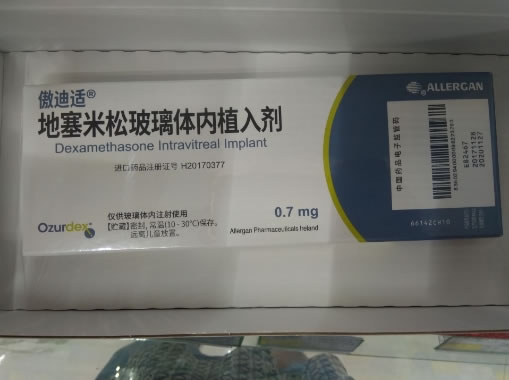 傲迪适®
地塞米松玻璃体内植入剂
Dexamethasone Intravitreal Implant
进口药品注册证号 H20170377
Ozurdex
仅供玻璃体内注射使用
【贮藏】密封,常温(10-30℃)保存。
远离儿童放置。
0.7 mg
Allergan Pharmaceuticals Ireland
ALLERGAN
中国药品电子监管码
20171128
20201127